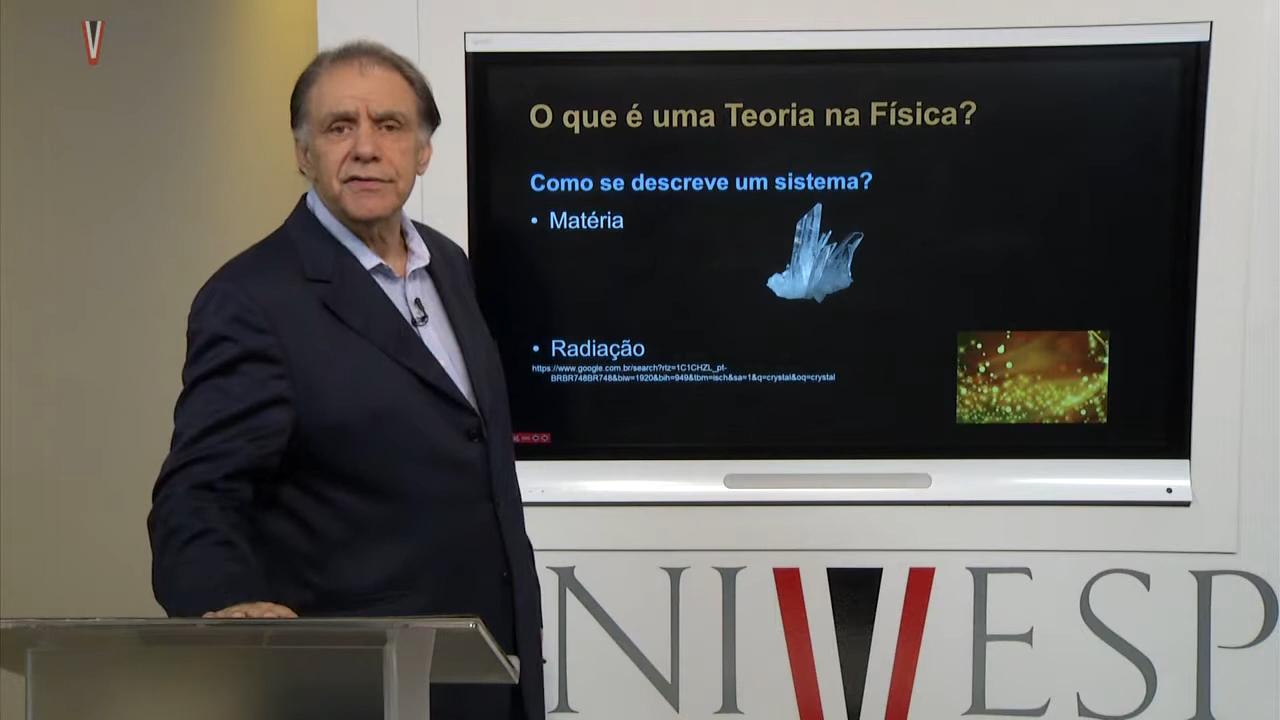 O que é uma Teoria na Física?
Como se descreve um sistema?
• Matéria
• Radiação
https://www.google.com.br/search?rlz=1C1CHZL_pt-
BRBR748BR748&biw=1920&bih=949&tbm=isch&sa=1&q=crystal&oq=crystal
NIVESP